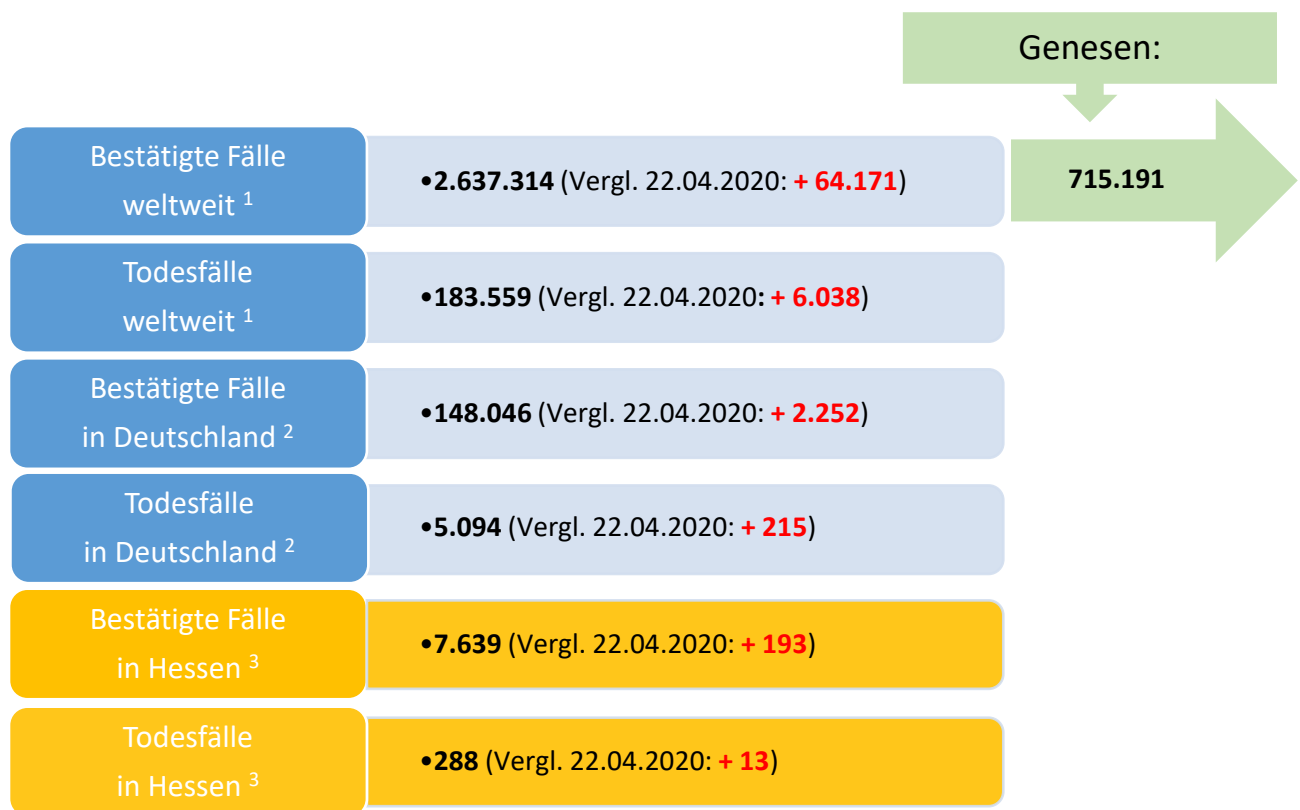 Genesen:
Bestätigte Fälle
weltweit ¹
•2.637.314 (Vergl. 22.04.2020: + 64.171)
715.191
Todesfälle
weltweit ¹
•183.559 (Vergl. 22.04.2020: + 6.038)
Bestätigte Fälle
in Deutschland ²
•148.046 (Vergl. 22.04.2020: + 2.252)
Todesfälle
in Deutschland ²
•5.094 (Vergl. 22.04.2020: + 215)
Bestätigte Fälle
in Hessen ³
•7.639 (Vergl. 22.04.2020: + 193)
Todesfälle
in Hessen ³
•288 (Vergl. 22.04.2020: + 13)